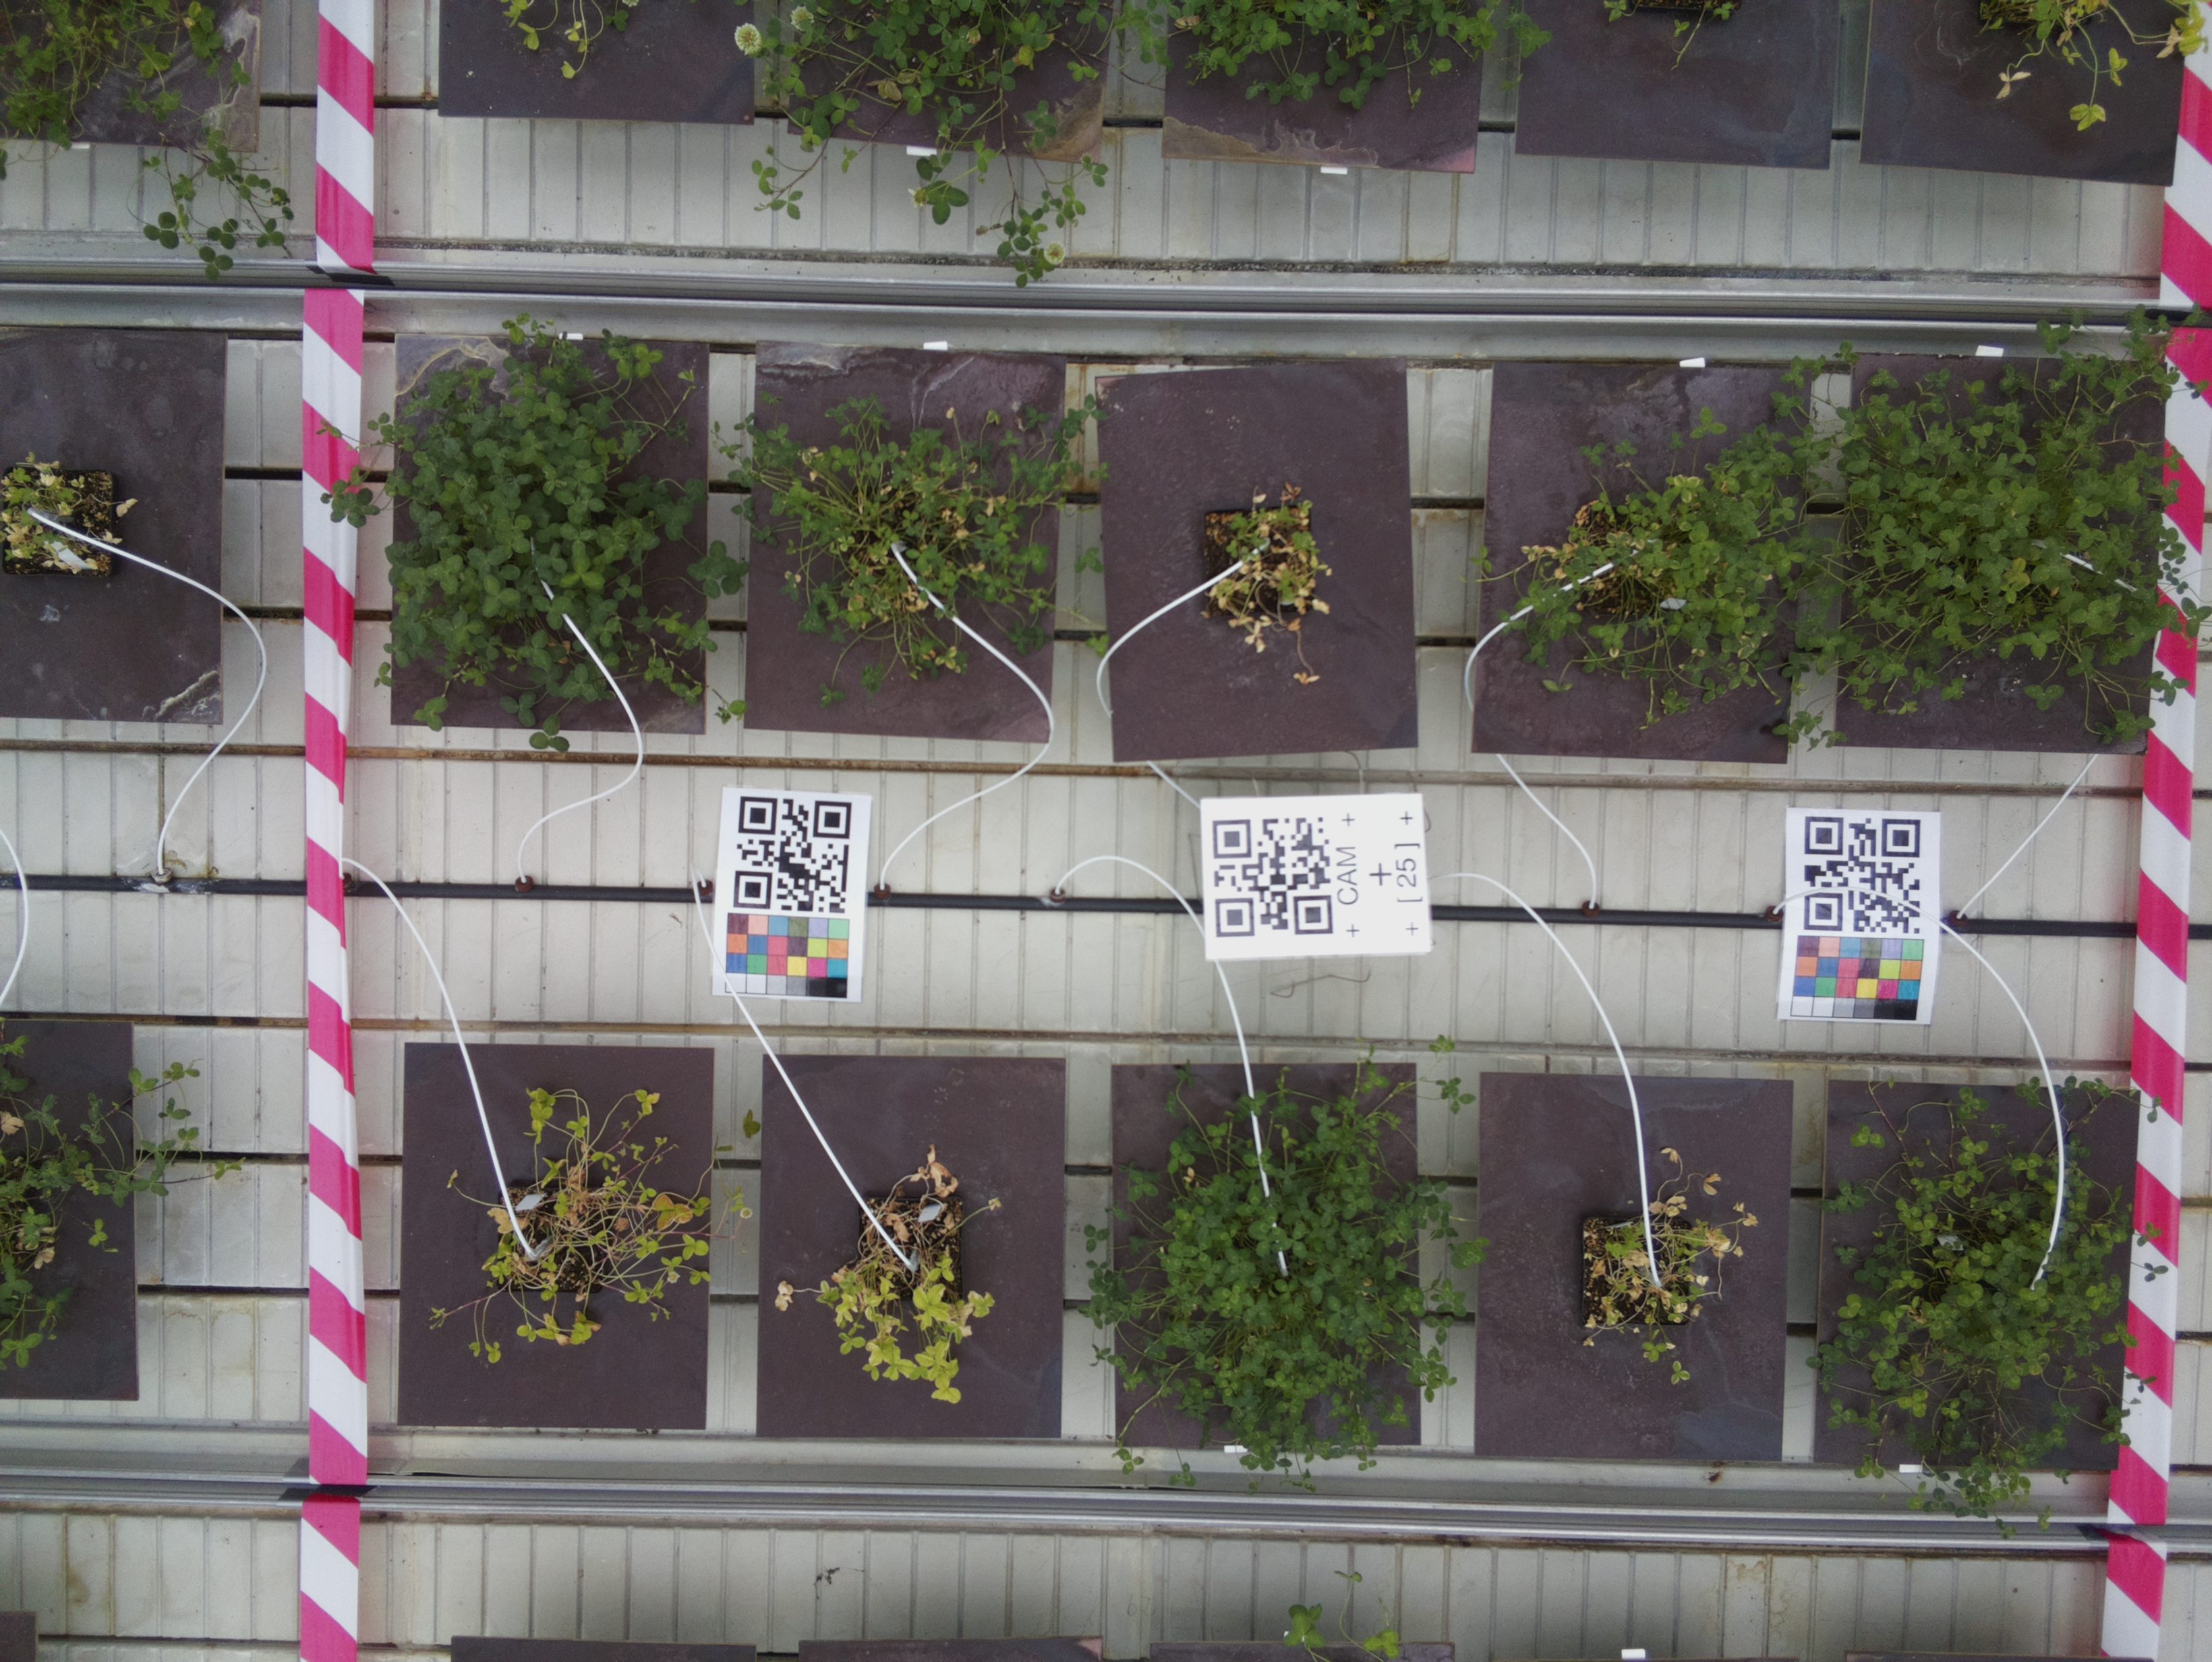 + CAM +
+
+ [25] +